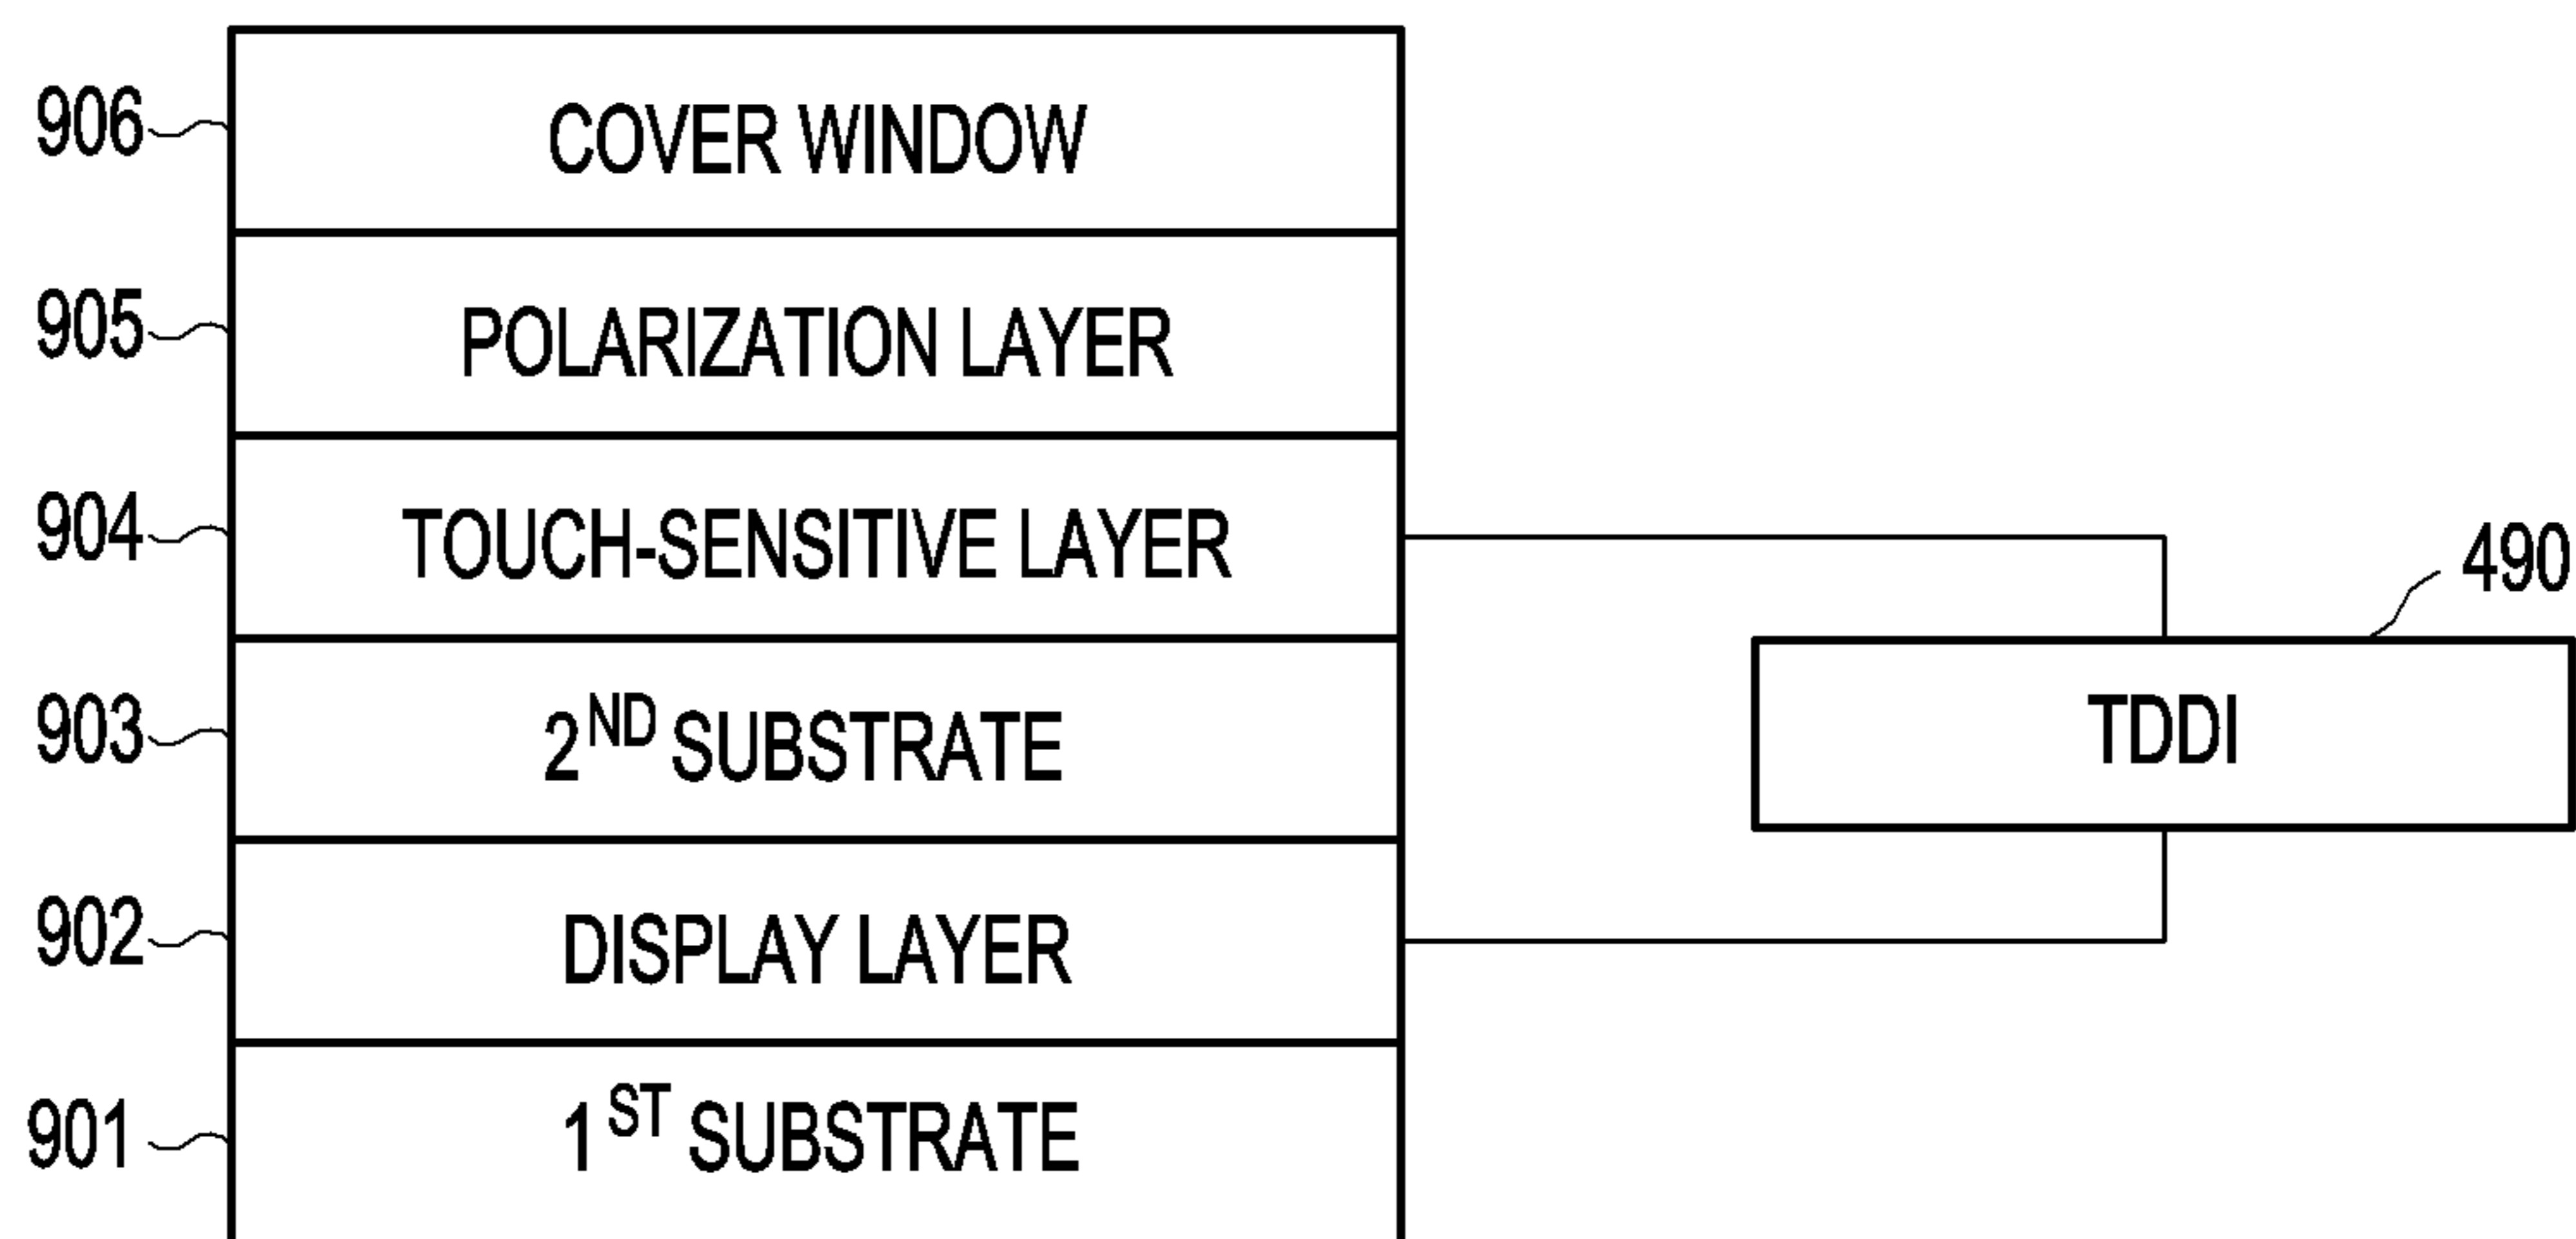 906 COVER WINDOW
905 POLARIZATION LAYER
904 TOUCH-SENSITIVE LAYER
490
903 2ND SUBSTRATE TDDI
902 DISPLAY LAYER
901 1ST SUBSTRATE